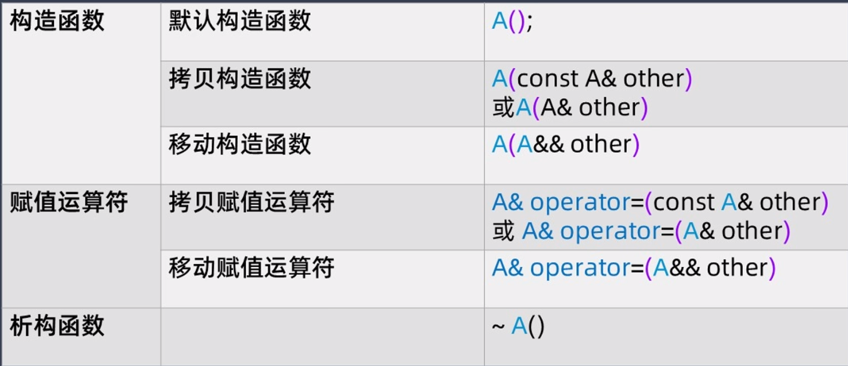 构造函数 默认构造函数 A();
拷贝构造函数 A(const A& other)
或A(A& other)
移动构造函数 A(A&& other)
赋值运算符 拷贝赋值运算符 A& operator=(const A& other)
或 A& operator=(A& other)
移动赋值运算符 A& operator=(A&& other)
析构函数 ~ A()